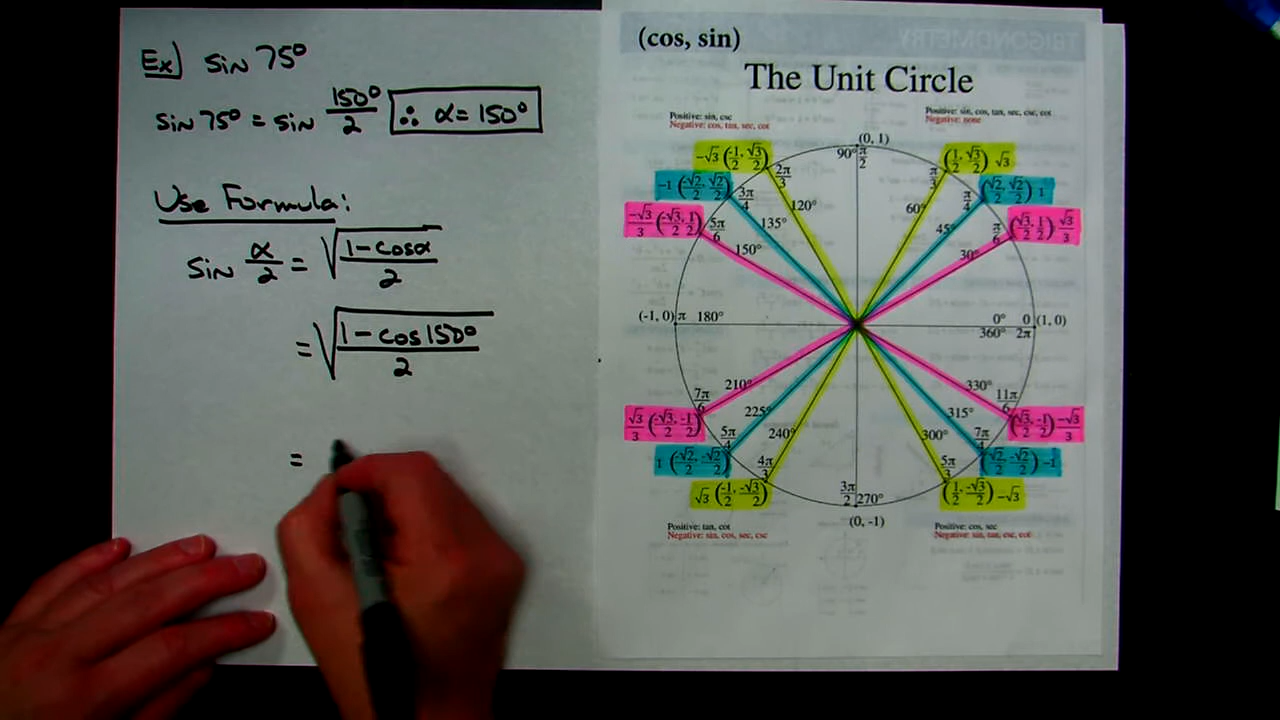 Ex) sin 75°
sin 75° = sin 150°/2 ∴ α = 150°
Use Formula:
sin α/2 = √((1 - cosα)/2)
= √((1 - cos 150°)/2)
=
(cos, sin)
TRIGONOMETRY
The Unit Circle
Positive: sin, csc
Negative: cos, tan, sec, cot
Positive: sin, cos, tan, sec, csc, cot
Negative: none
(0, 1)
90° π/2
-√3 (-1/2, √3/2) 2π/3 120°
-1 (-√2/2, √2/2) 3π/4 135°
-√3/3 (-√3/2, 1/2) 5π/6 150°
π/3 60° (1/2, √3/2) √3
π/4 45° (√2/2, √2/2) 1
π/6 30° (√3/2, 1/2) √3/3
(-1, 0) π 180°
0° 0 (1, 0)
360° 2π
√3/3 (-√3/2, -1/2) 7π/6 210°
1 (-√2/2, -√2/2) 5π/4 225°
√3 (-1/2, -√3/2) 4π/3 240°
330° 11π/6 (√3/2, -1/2) -√3/3
315° 7π/4 (√2/2, -√2/2) -1
300° 5π/3 (1/2, -√3/2) -√3
3π/2 270°
(0, -1)
Positive: tan, cot
Negative: sin, cos, sec, csc
Positive: cos, sec
Negative: sin, tan, csc, cot